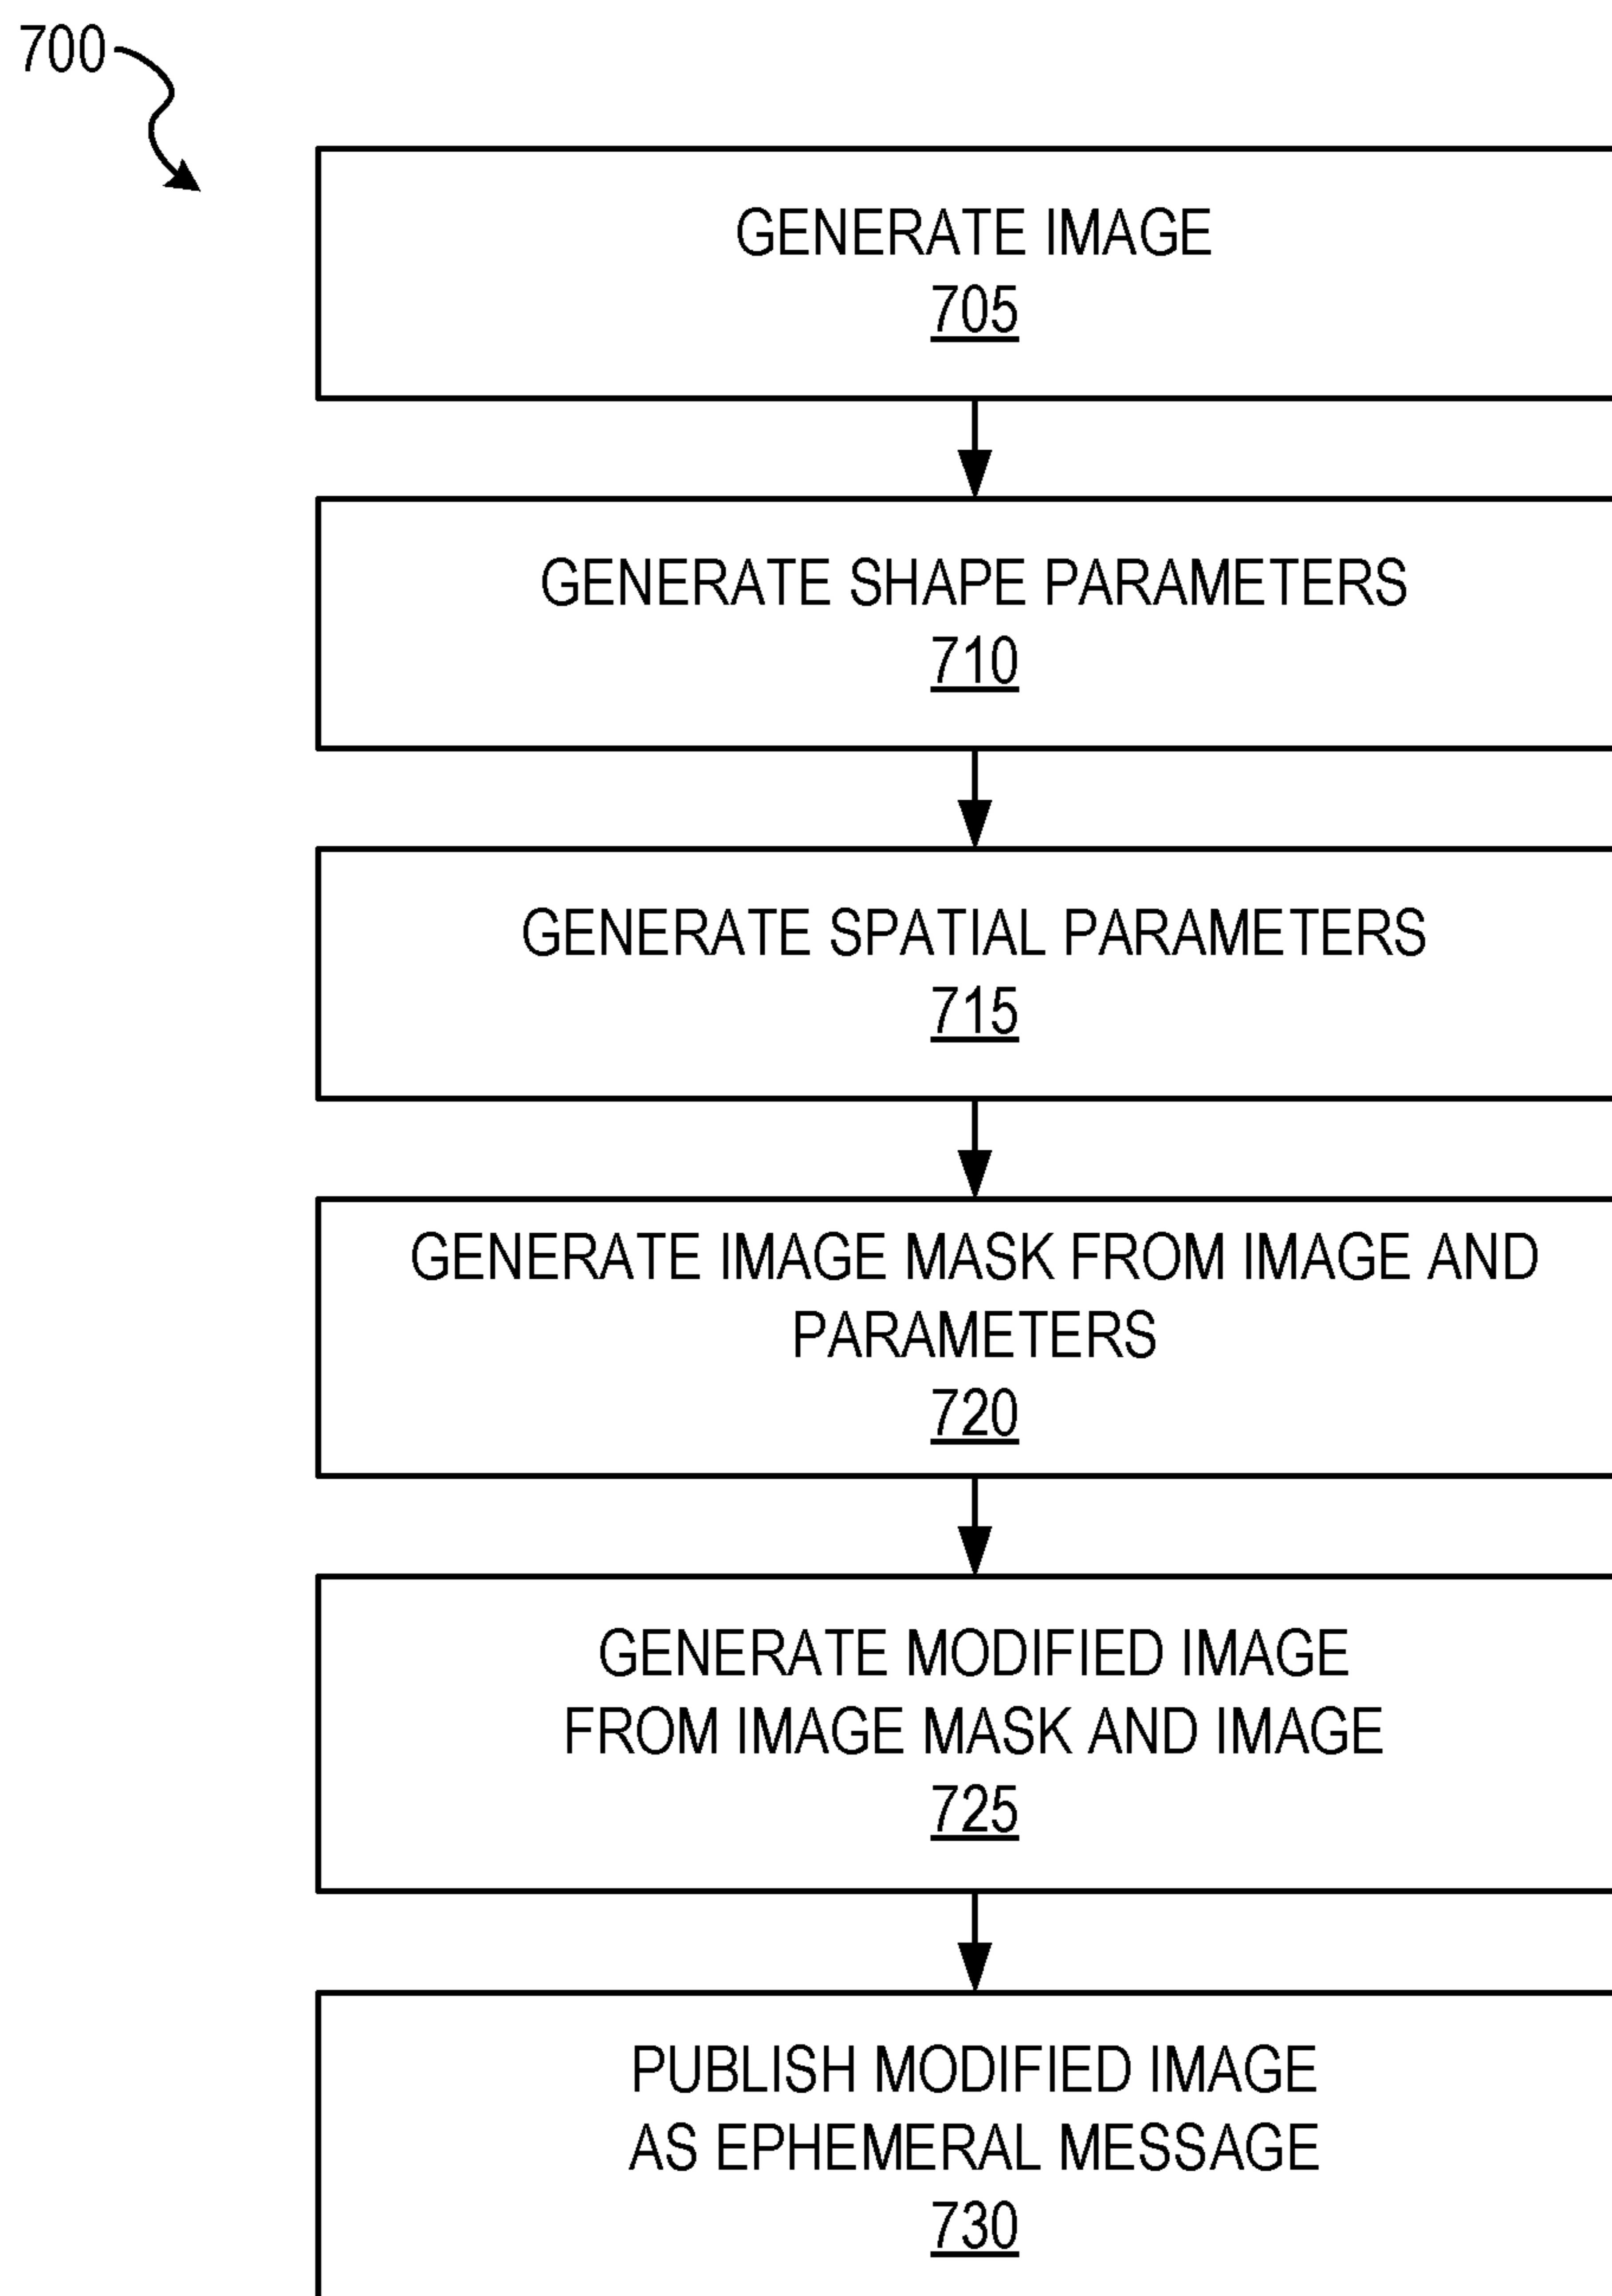 700
GENERATE IMAGE
705
GENERATE SHAPE PARAMETERS
710
GENERATE SPATIAL PARAMETERS
715
GENERATE IMAGE MASK FROM IMAGE AND
PARAMETERS
720
GENERATE MODIFIED IMAGE
FROM IMAGE MASK AND IMAGE
725
PUBLISH MODIFIED IMAGE
AS EPHEMERAL MESSAGE
730